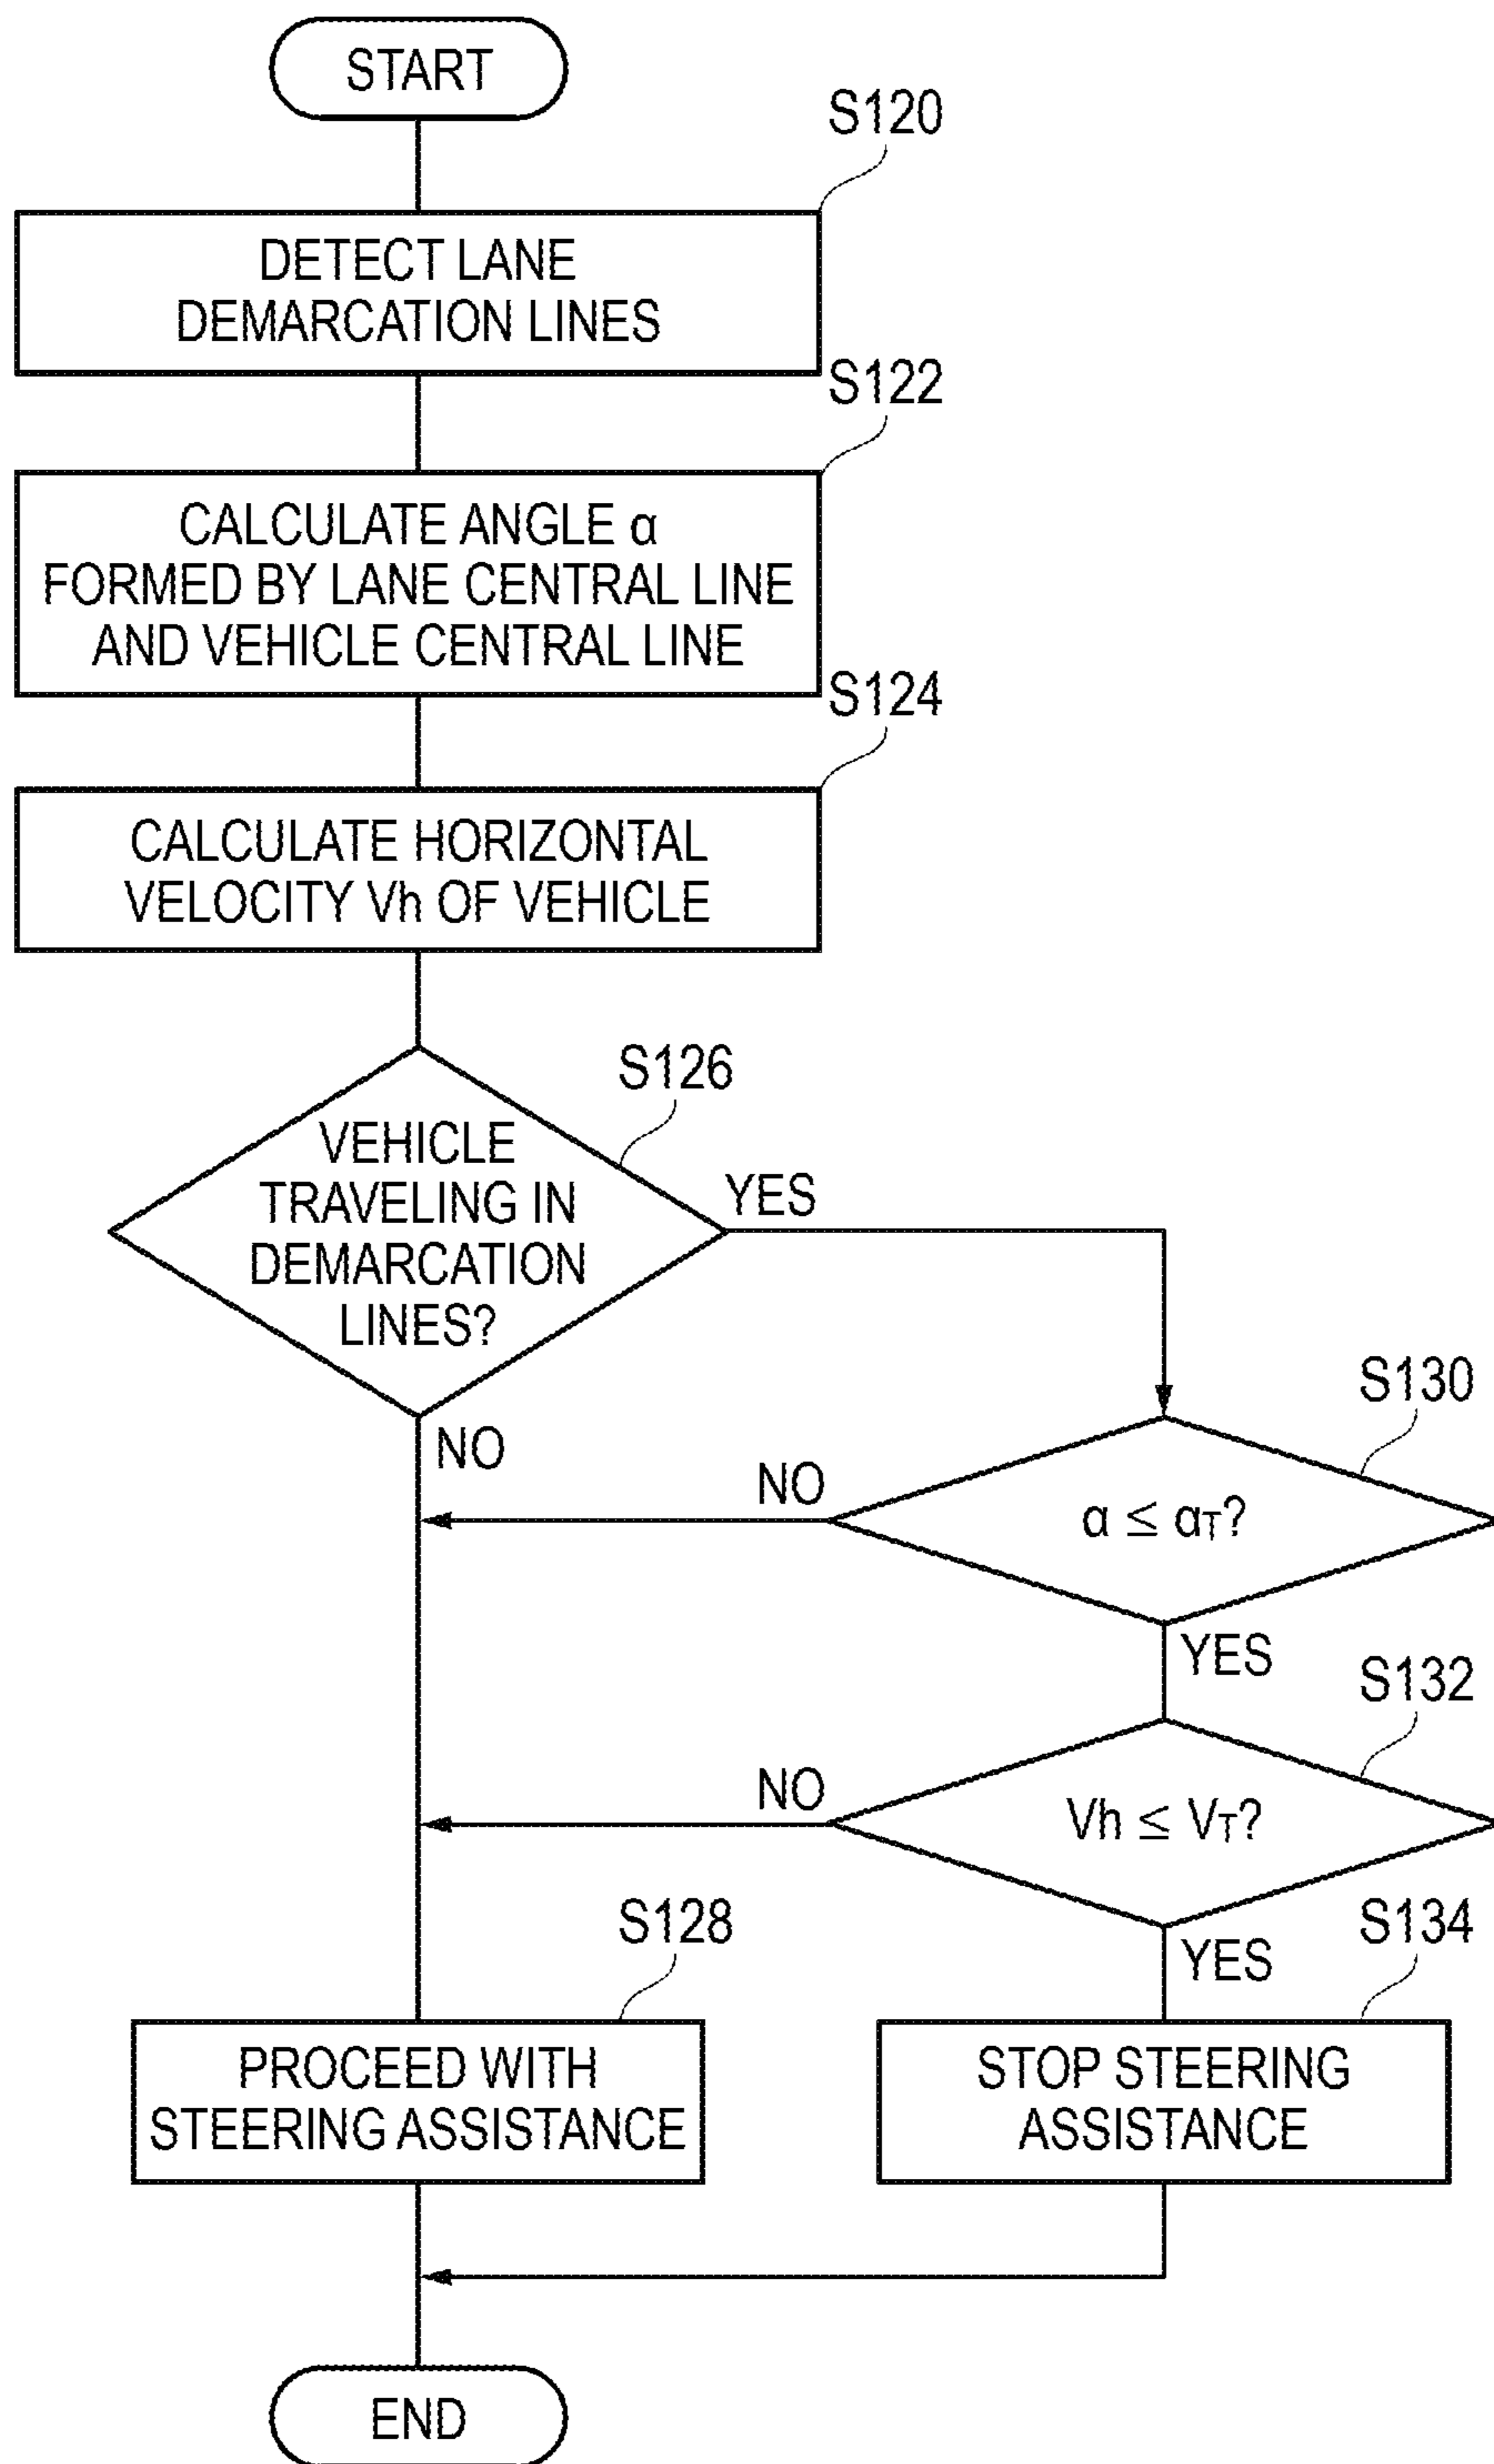 START
S120
DETECT LANE
DEMARCATION LINES
S122
CALCULATE ANGLE α
FORMED BY LANE CENTRAL LINE
AND VEHICLE CENTRAL LINE
S124
CALCULATE HORIZONTAL
VELOCITY Vh OF VEHICLE
S126
VEHICLE
TRAVELING IN
DEMARCATION
LINES?
YES
NO
S130
NO
α ≤ αT?
YES
S132
NO
Vh ≤ VT?
YES
S128
PROCEED WITH
STEERING ASSISTANCE
S134
STOP STEERING
ASSISTANCE
END